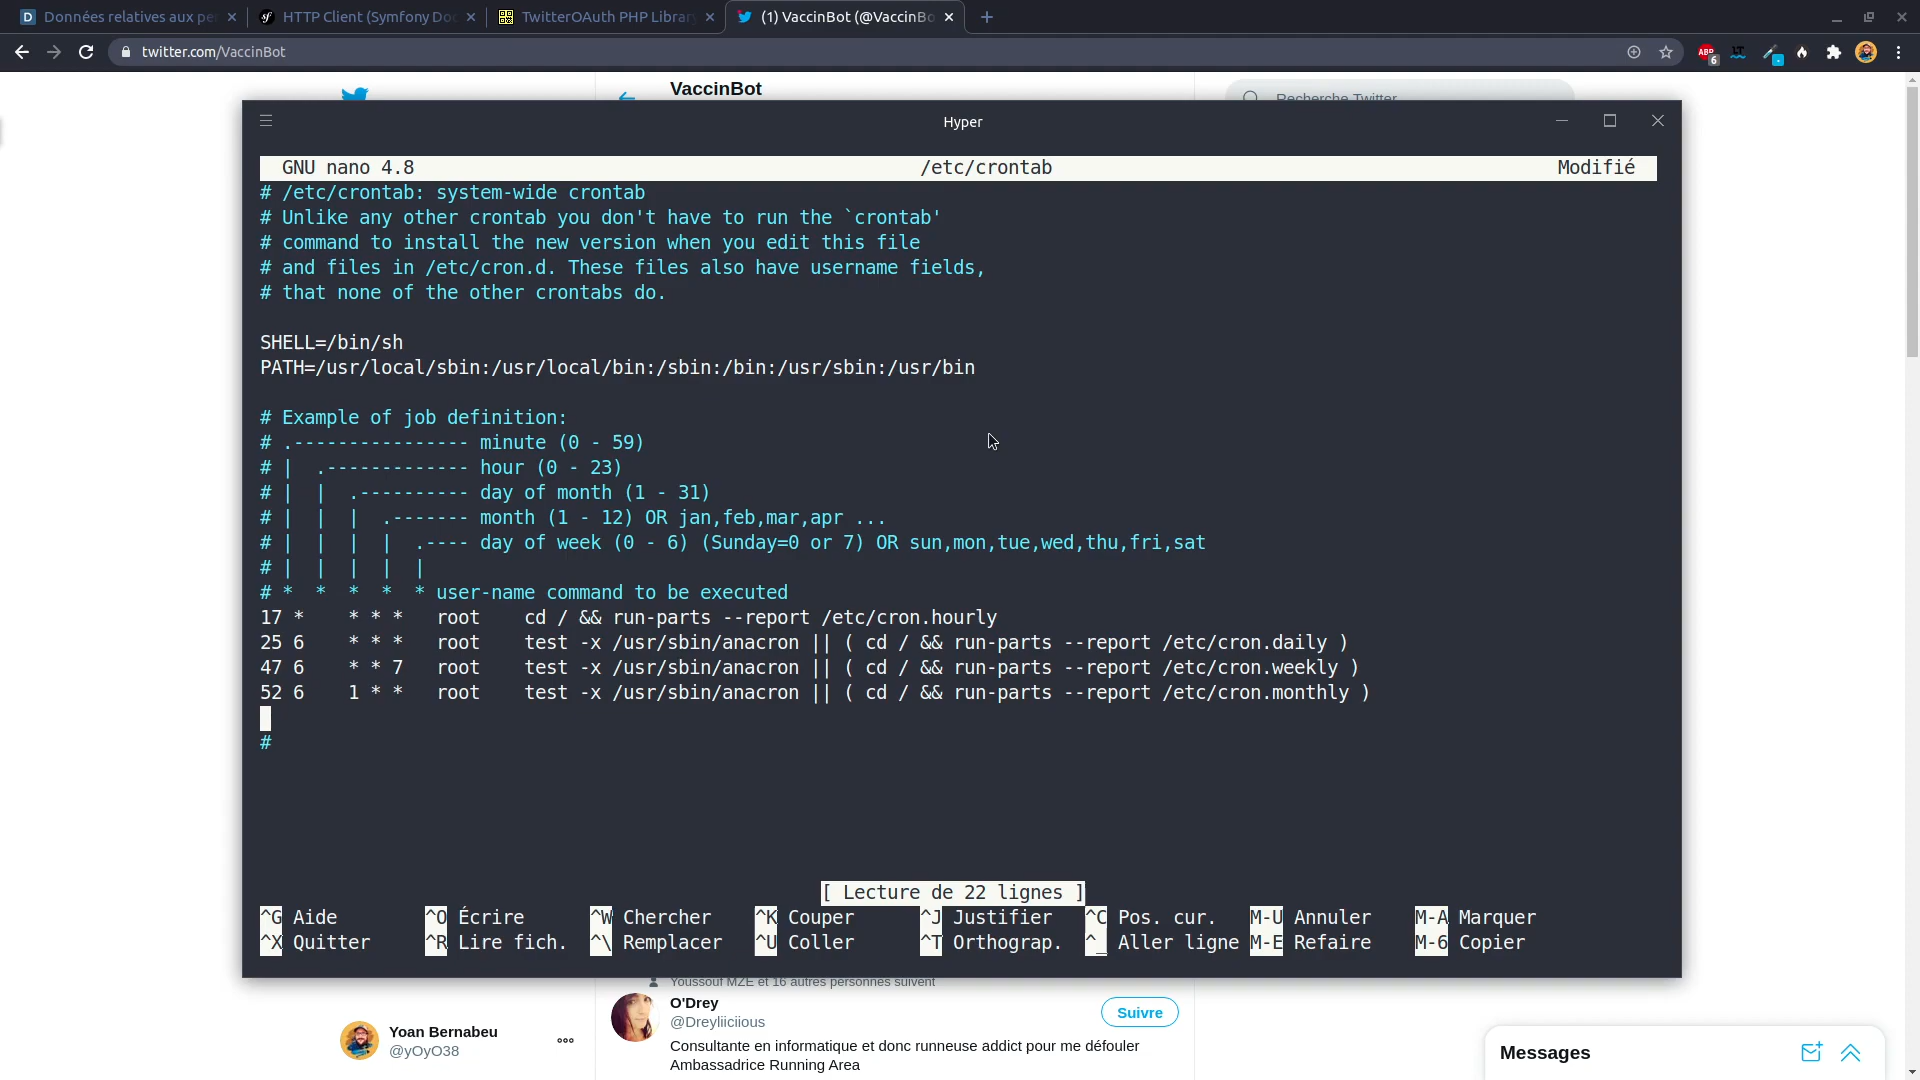 Données relatives aux pe
HTTP Client (Symfony Doc
TwitterOAuth PHP Library
(1) VaccinBot (@VaccinBo
twitter.com/VaccinBot
ABP
6
VaccinBot
Recherche Twitter
Hyper
GNU nano 4.8 /etc/crontab Modifié
# /etc/crontab: system-wide crontab
# Unlike any other crontab you don't have to run the `crontab'
# command to install the new version when you edit this file
# and files in /etc/cron.d. These files also have username fields,
# that none of the other crontabs do.
SHELL=/bin/sh
PATH=/usr/local/sbin:/usr/local/bin:/sbin:/bin:/usr/sbin:/usr/bin
# Example of job definition:
# .---------------- minute (0 - 59)
# |  .------------- hour (0 - 23)
# |  |  .---------- day of month (1 - 31)
# |  |  |  .------- month (1 - 12) OR jan,feb,mar,apr ...
# |  |  |  |  .---- day of week (0 - 6) (Sunday=0 or 7) OR sun,mon,tue,wed,thu,fri,sat
# |  |  |  |  |
# *  *  *  *  * user-name command to be executed
17 *    * * *   root    cd / && run-parts --report /etc/cron.hourly
25 6    * * *   root    test -x /usr/sbin/anacron || ( cd / && run-parts --report /etc/cron.daily )
47 6    * * 7   root    test -x /usr/sbin/anacron || ( cd / && run-parts --report /etc/cron.weekly )
52 6    1 * *   root    test -x /usr/sbin/anacron || ( cd / && run-parts --report /etc/cron.monthly )
#
[ Lecture de 22 lignes ]
^G Aide ^O Écrire ^W Chercher ^K Couper ^J Justifier ^C Pos. cur. M-U Annuler M-A Marquer
^X Quitter ^R Lire fich. ^\ Remplacer ^U Coller ^T Orthograp. ^_ Aller ligne M-E Refaire M-6 Copier
Youssouf MZE et 16 autres personnes suivent
O'Drey
@Dreyliiciious
Suivre
Consultante en informatique et donc runneuse addict pour me défouler
Ambassadrice Running Area
Yoan Bernabeu
@yOyO38
Messages